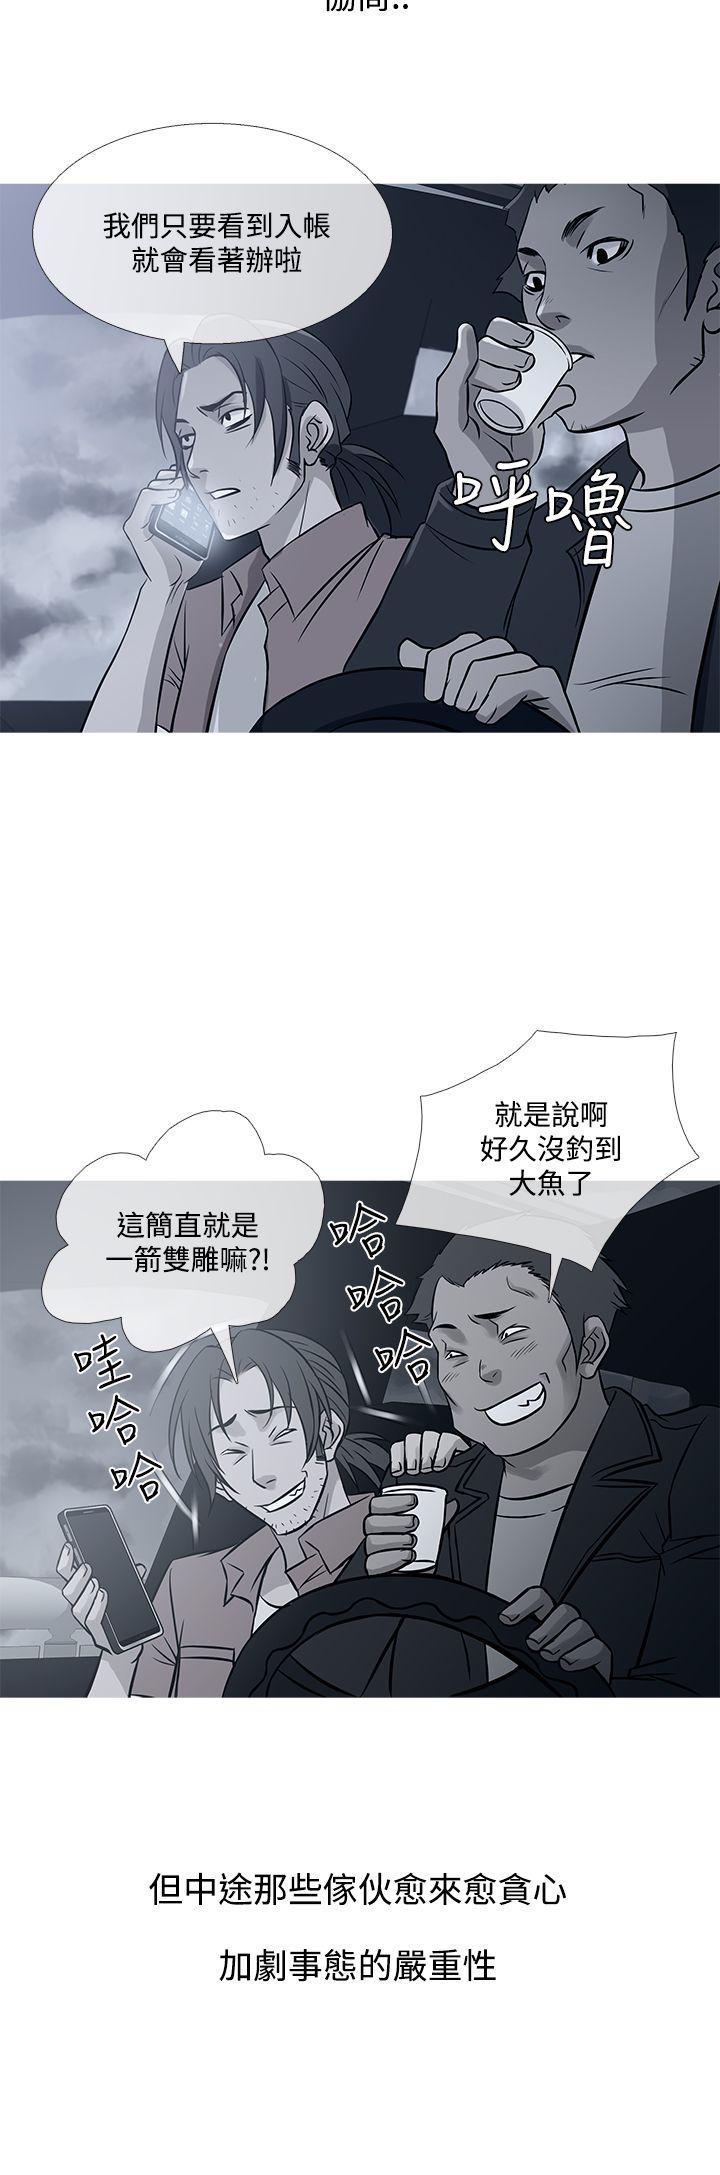 協商..
我們只要看到入帳
就會看著辦啦
呼嚕
就是說啊
好久沒釣到
大魚了
這簡直就是
一箭雙雕嘛?!
哈哈哈
哇哈哈
但中途那些傢伙愈來愈貪心
加劇事態的嚴重性